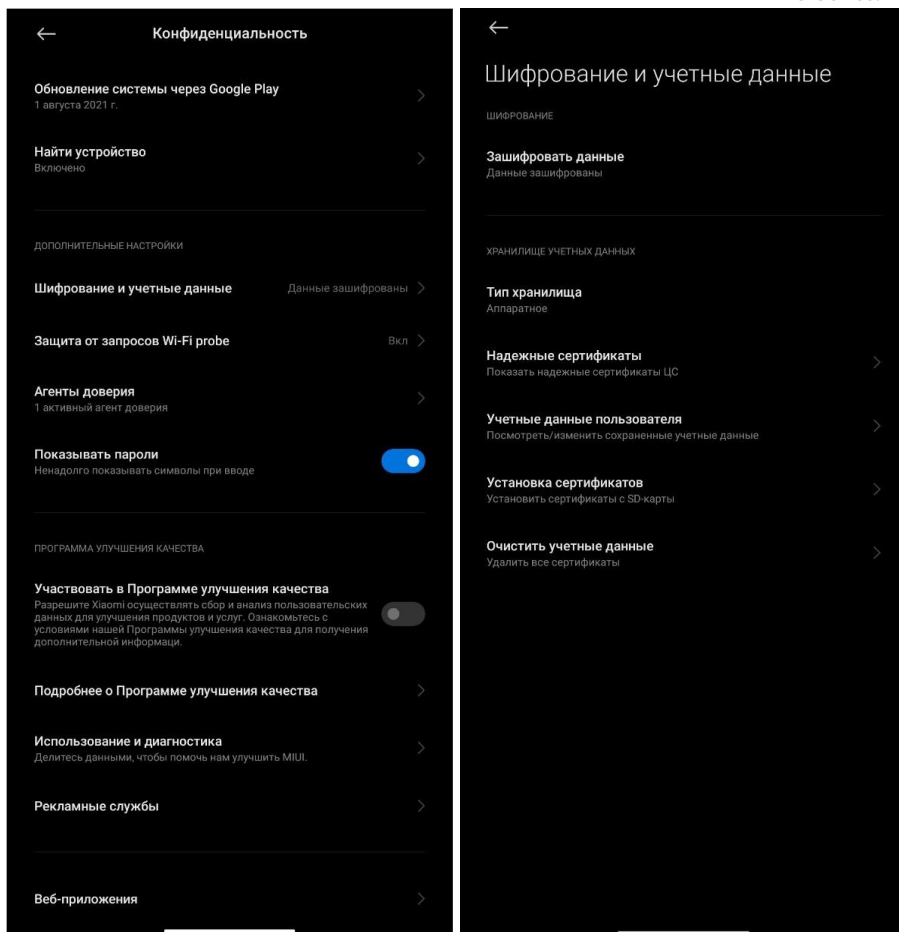 Конфиденциальность
Обновление системы через Google Play
1 августа 2021 г.
Найти устройство
Включено
ДОПОЛНИТЕЛЬНЫЕ НАСТРОЙКИ
Шифрование и учетные данные
Данные зашифрованы
Защита от запросов Wi-Fi probe
Вкл
Агенты доверия
1 активный агент доверия
Показывать пароли
Ненадолго показывать символы при вводе
ПРОГРАММА УЛУЧШЕНИЯ КАЧЕСТВА
Участвовать в Программе улучшения качества
Разрешите Xiaomi осуществлять сбор и анализ пользовательских
данных для улучшения продуктов и услуг. Ознакомьтесь с
условиями нашей Программы улучшения качества для получения
дополнительной информаци.
Подробнее о Программе улучшения качества
Использование и диагностика
Делитесь данными, чтобы помочь нам улучшить MIUI.
Рекламные службы
Веб-приложения
Шифрование и учетные данные
ШИФРОВАНИЕ
Зашифровать данные
Данные зашифрованы
ХРАНИЛИЩЕ УЧЕТНЫХ ДАННЫХ
Тип хранилища
Аппаратное
Надежные сертификаты
Показать надежные сертификаты ЦС
Учетные данные пользователя
Посмотреть/изменить сохраненные учетные данные
Установка сертификатов
Установить сертификаты с SD-карты
Очистить учетные данные
Удалить все сертификаты